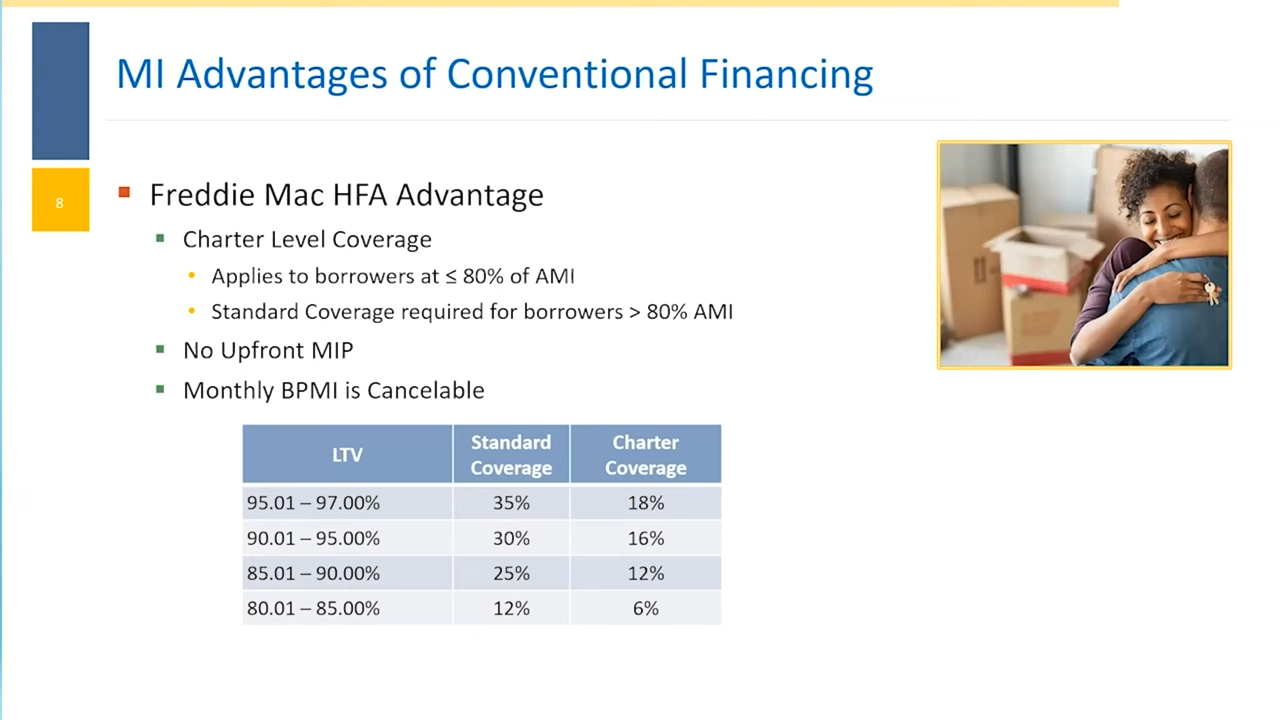 MI Advantages of Conventional Financing
8
Freddie Mac HFA Advantage
Charter Level Coverage
Applies to borrowers at ≤ 80% of AMI
Standard Coverage required for borrowers > 80% AMI
No Upfront MIP
Monthly BPMI is Cancelable
LTV Standard Coverage Charter Coverage
95.01 – 97.00% 35% 18%
90.01 – 95.00% 30% 16%
85.01 – 90.00% 25% 12%
80.01 – 85.00% 12% 6%